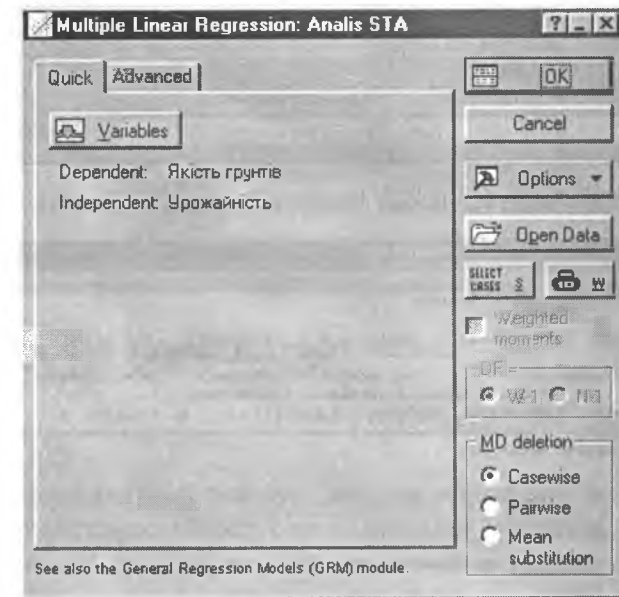 Multiple Linear Regression: Analis STA
Quick
Advanced
Variables
Dependent: Якість грунтів
Independent: Урожайність
See also the General Regression Models (GRM) module.
OK
Cancel
Options
Open Data
SELECT CASES S
W
Weighted moments
DF =
W-1 N-1
MD deletion
Casewise
Pairwise
Mean substitution